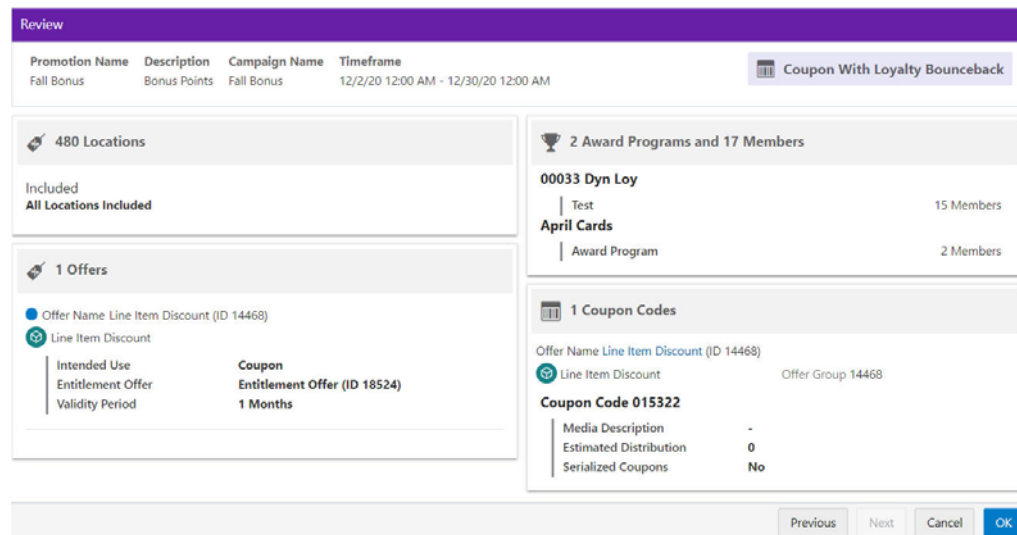 Review
Promotion Name Description Campaign Name Timeframe
Fall Bonus Bonus Points Fall Bonus 12/2/20 12:00 AM - 12/30/20 12:00 AM
Coupon With Loyalty Bounceback
480 Locations
Included
All Locations Included
1 Offers
Offer Name Line Item Discount (ID 14468)
Line Item Discount
Intended Use Coupon
Entitlement Offer Entitlement Offer (ID 18524)
Validity Period 1 Months
2 Award Programs and 17 Members
00033 Dyn Loy
Test 15 Members
April Cards
Award Program 2 Members
1 Coupon Codes
Offer Name Line Item Discount (ID 14468)
Line Item Discount Offer Group 14468
Coupon Code 015322
Media Description -
Estimated Distribution 0
Serialized Coupons No
Previous Next Cancel OK